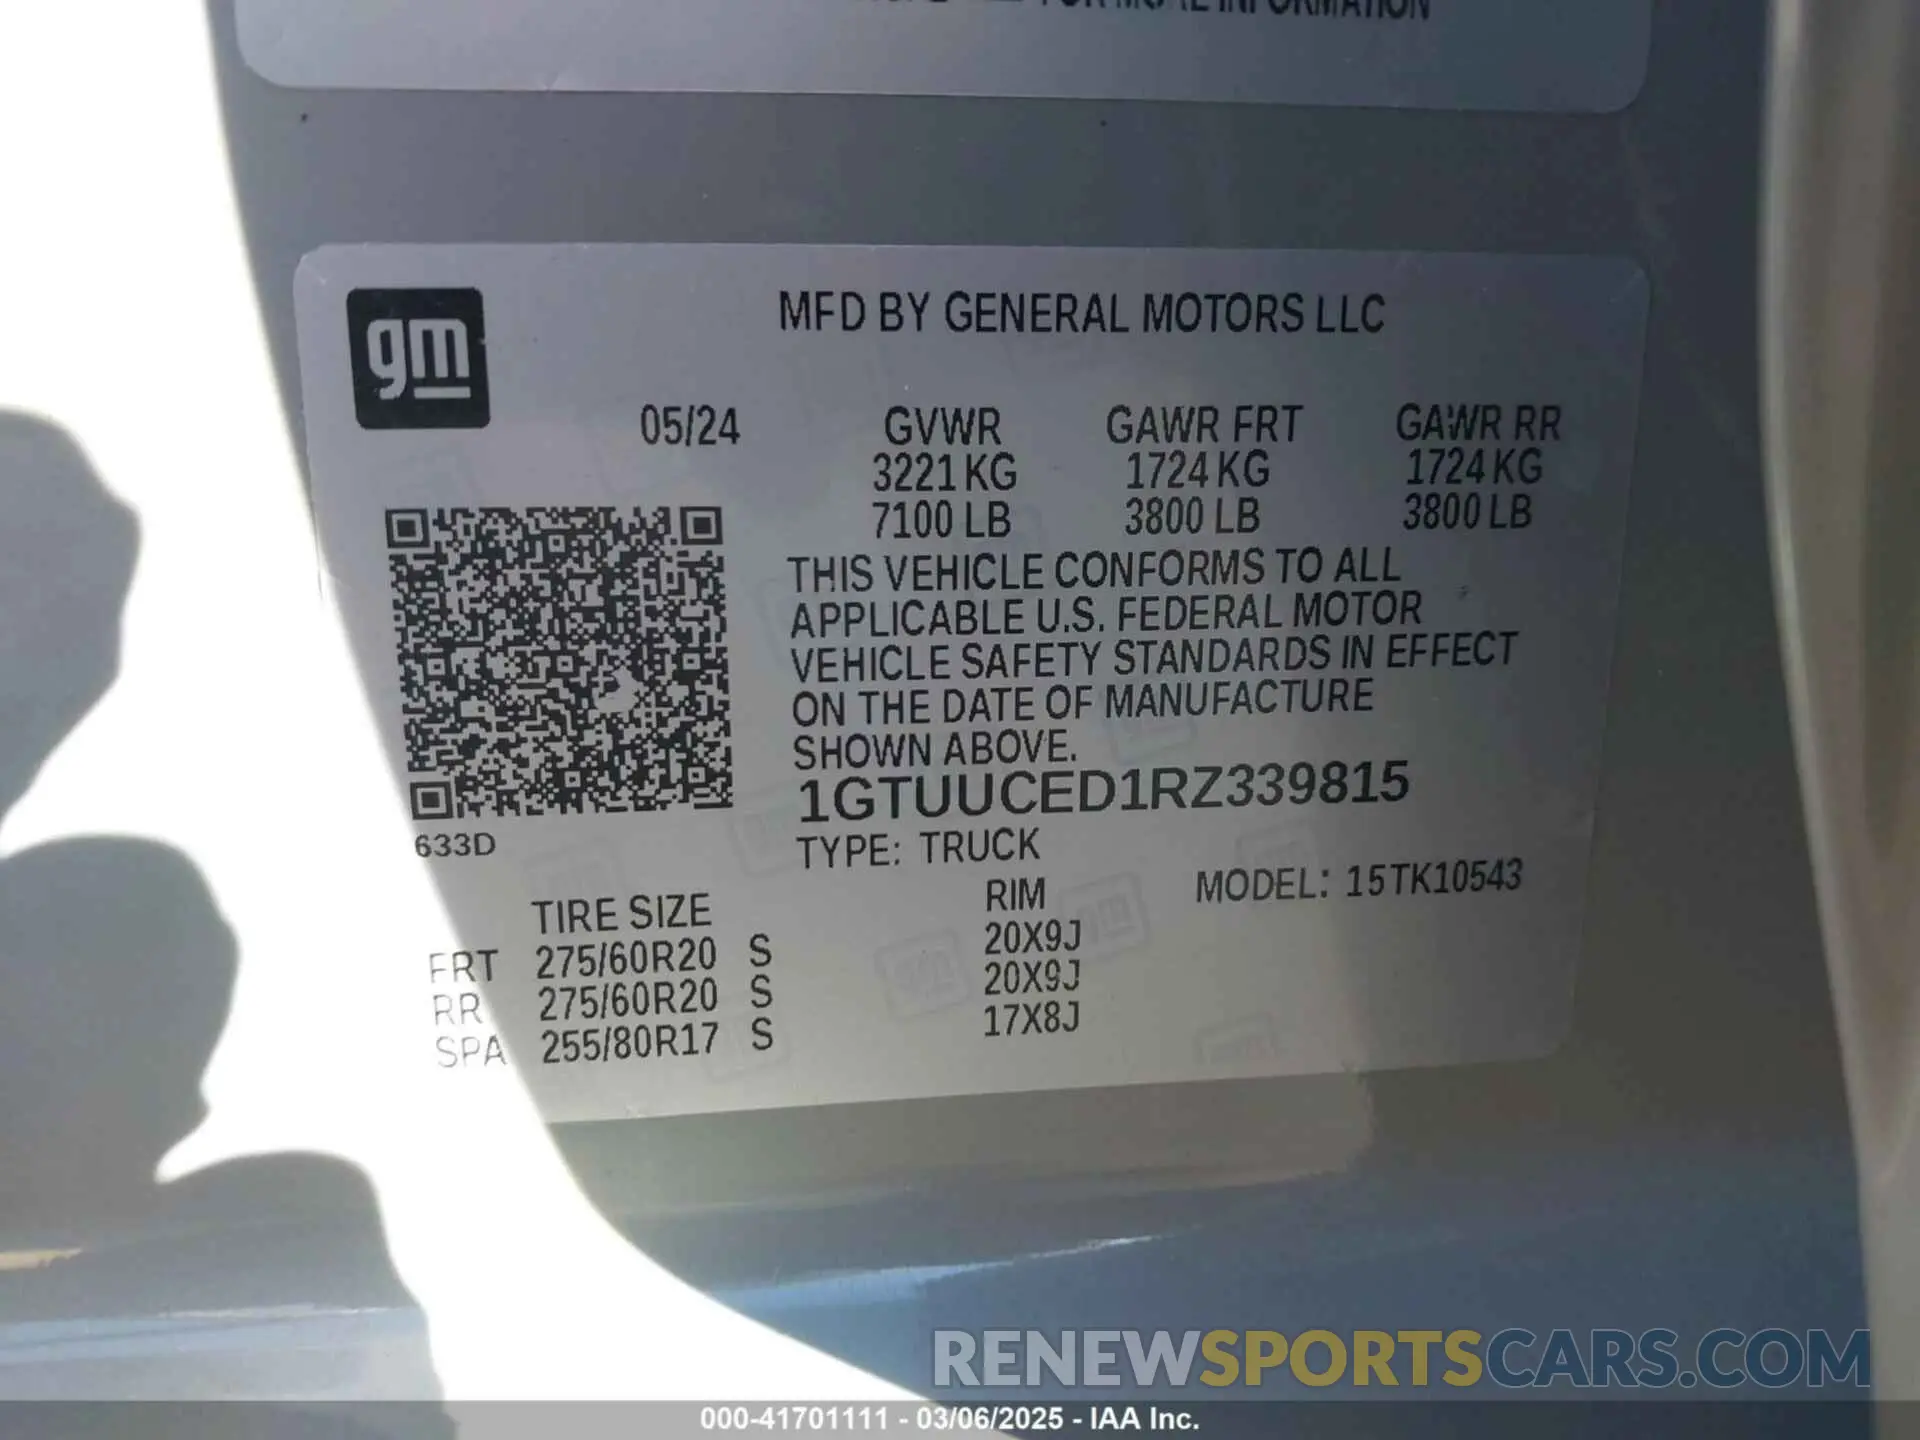 FOR MORE INFORMATION
gm
MFD BY GENERAL MOTORS LLC
05/24 GVWR GAWR FRT GAWR RR
3221 KG 1724 KG 1724 KG
7100 LB 3800 LB 3800 LB
THIS VEHICLE CONFORMS TO ALL
APPLICABLE U.S. FEDERAL MOTOR
VEHICLE SAFETY STANDARDS IN EFFECT
ON THE DATE OF MANUFACTURE
SHOWN ABOVE.
1GTUUCED1RZ339815
633D
TYPE: TRUCK
MODEL: 15TK10543
TIRE SIZE RIM
FRT 275/60R20 S 20X9J
RR 275/60R20 S 20X9J
SPA 255/80R17 S 17X8J
RENEWSPORTSCARS.COM
000-41701111 - 03/06/2025 - IAA Inc.